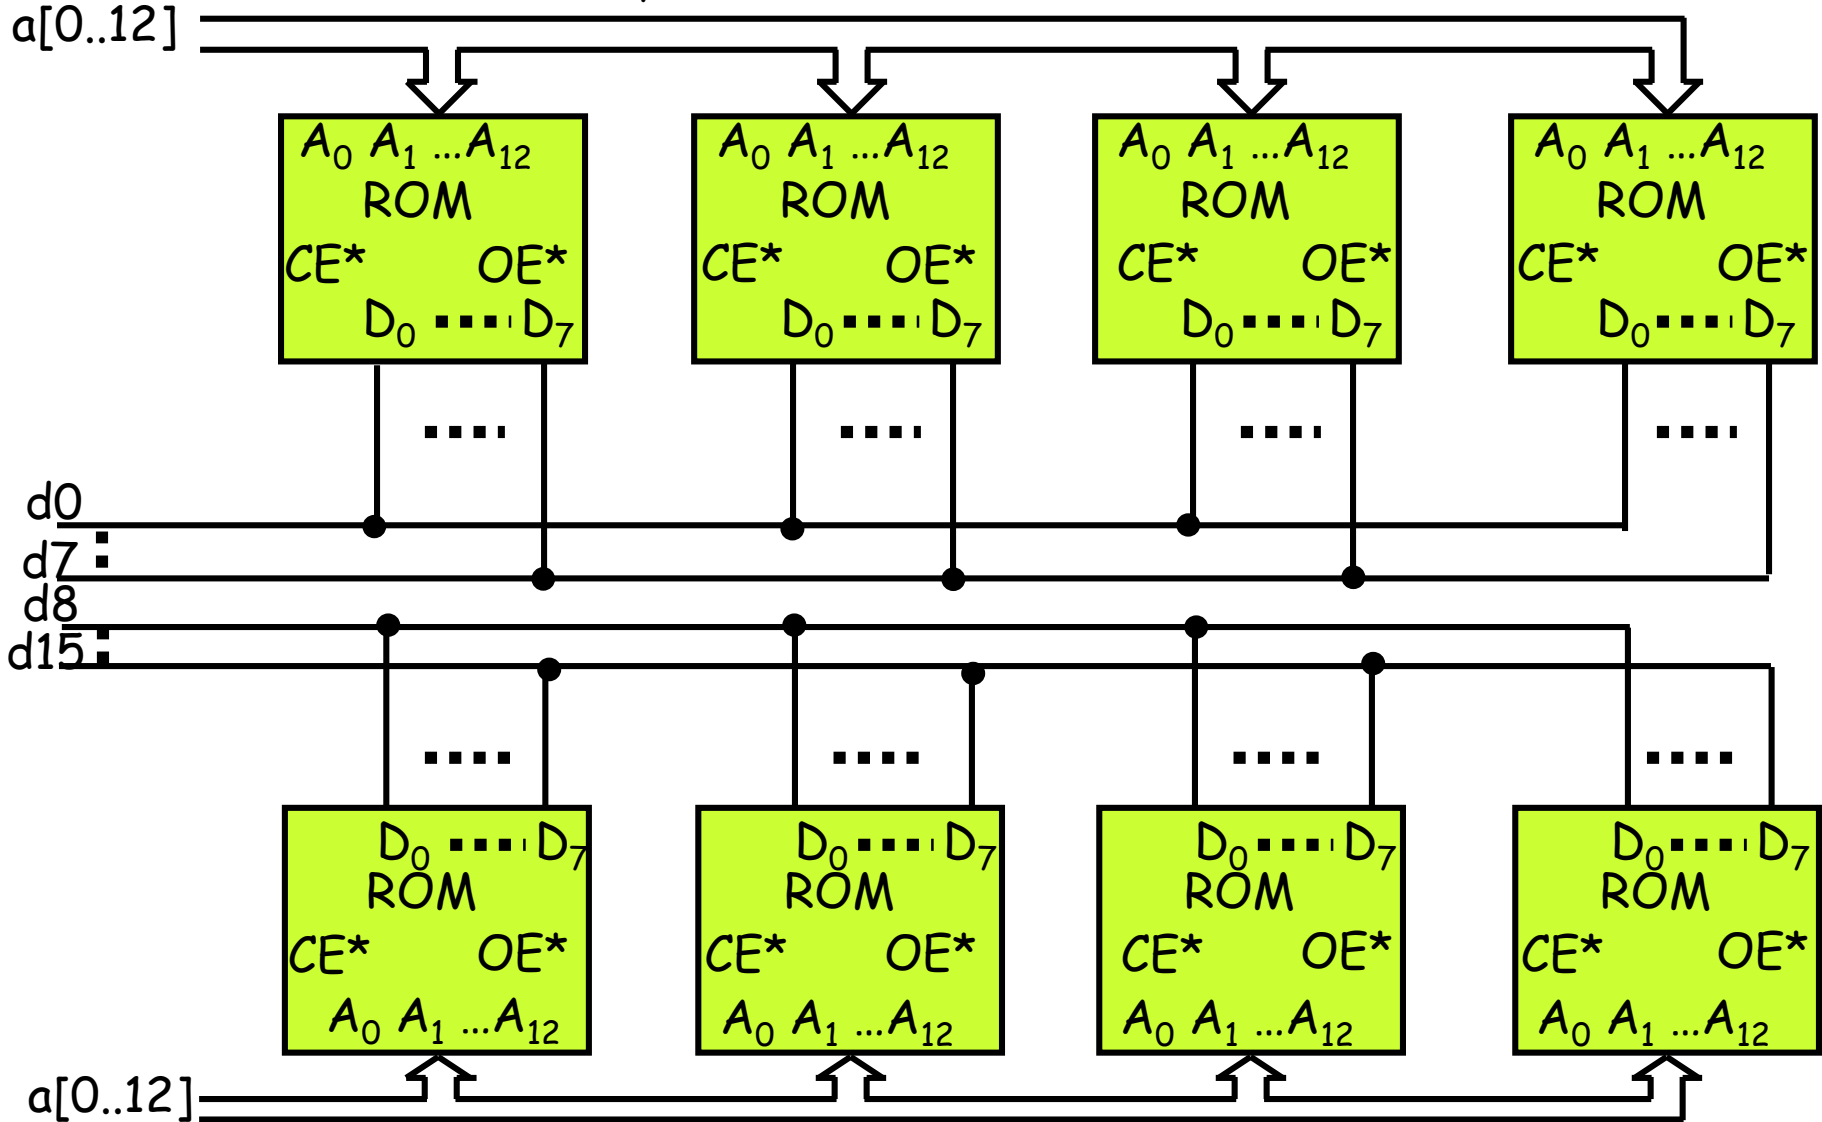 a[0..12]
A0 A1 ...A12 A0 A1 ...A12 A0 A1 ...A12 A0 A1 ...A12
ROM ROM ROM ROM
CE* OE* CE* OE* CE* OE* CE* OE*
D0 D7 D0 D7 D0 D7 D0 D7
d0
d7
d8
d15
D0 D7 D0 D7 D0 D7 D0 D7
ROM ROM ROM ROM
CE* OE* CE* OE* CE* OE* CE* OE*
A0 A1 ...A12 A0 A1 ...A12 A0 A1 ...A12 A0 A1 ...A12
a[0..12]